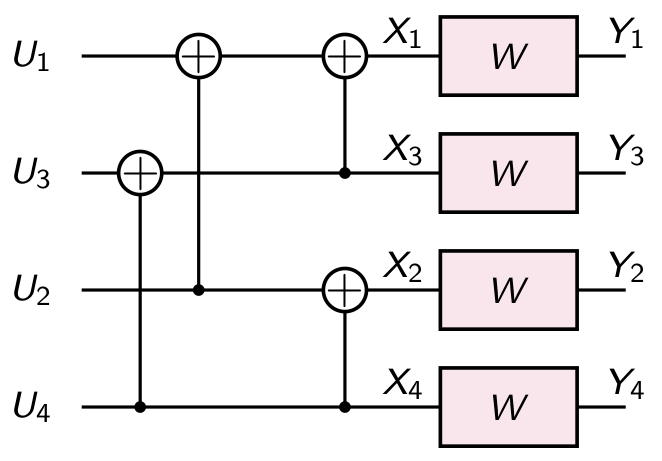 U₁ X₁ W Y₁
U₃ X₃ W Y₃
U₂ X₂ W Y₂
U₄ X₄ W Y₄